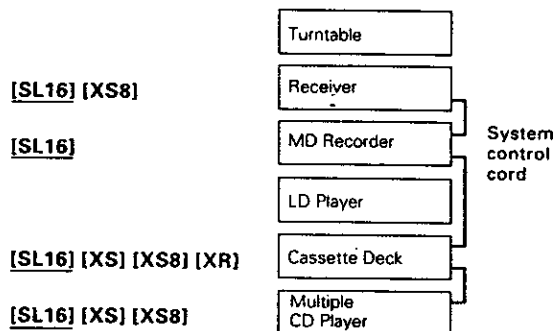 Turntable
[SL16] [XS8]
Receiver
[SL16]
MD Recorder
System
control
cord
LD Player
[SL16] [XS] [XS8] [XR]
Cassette Deck
[SL16] [XS] [XS8]
Multiple
CD Player